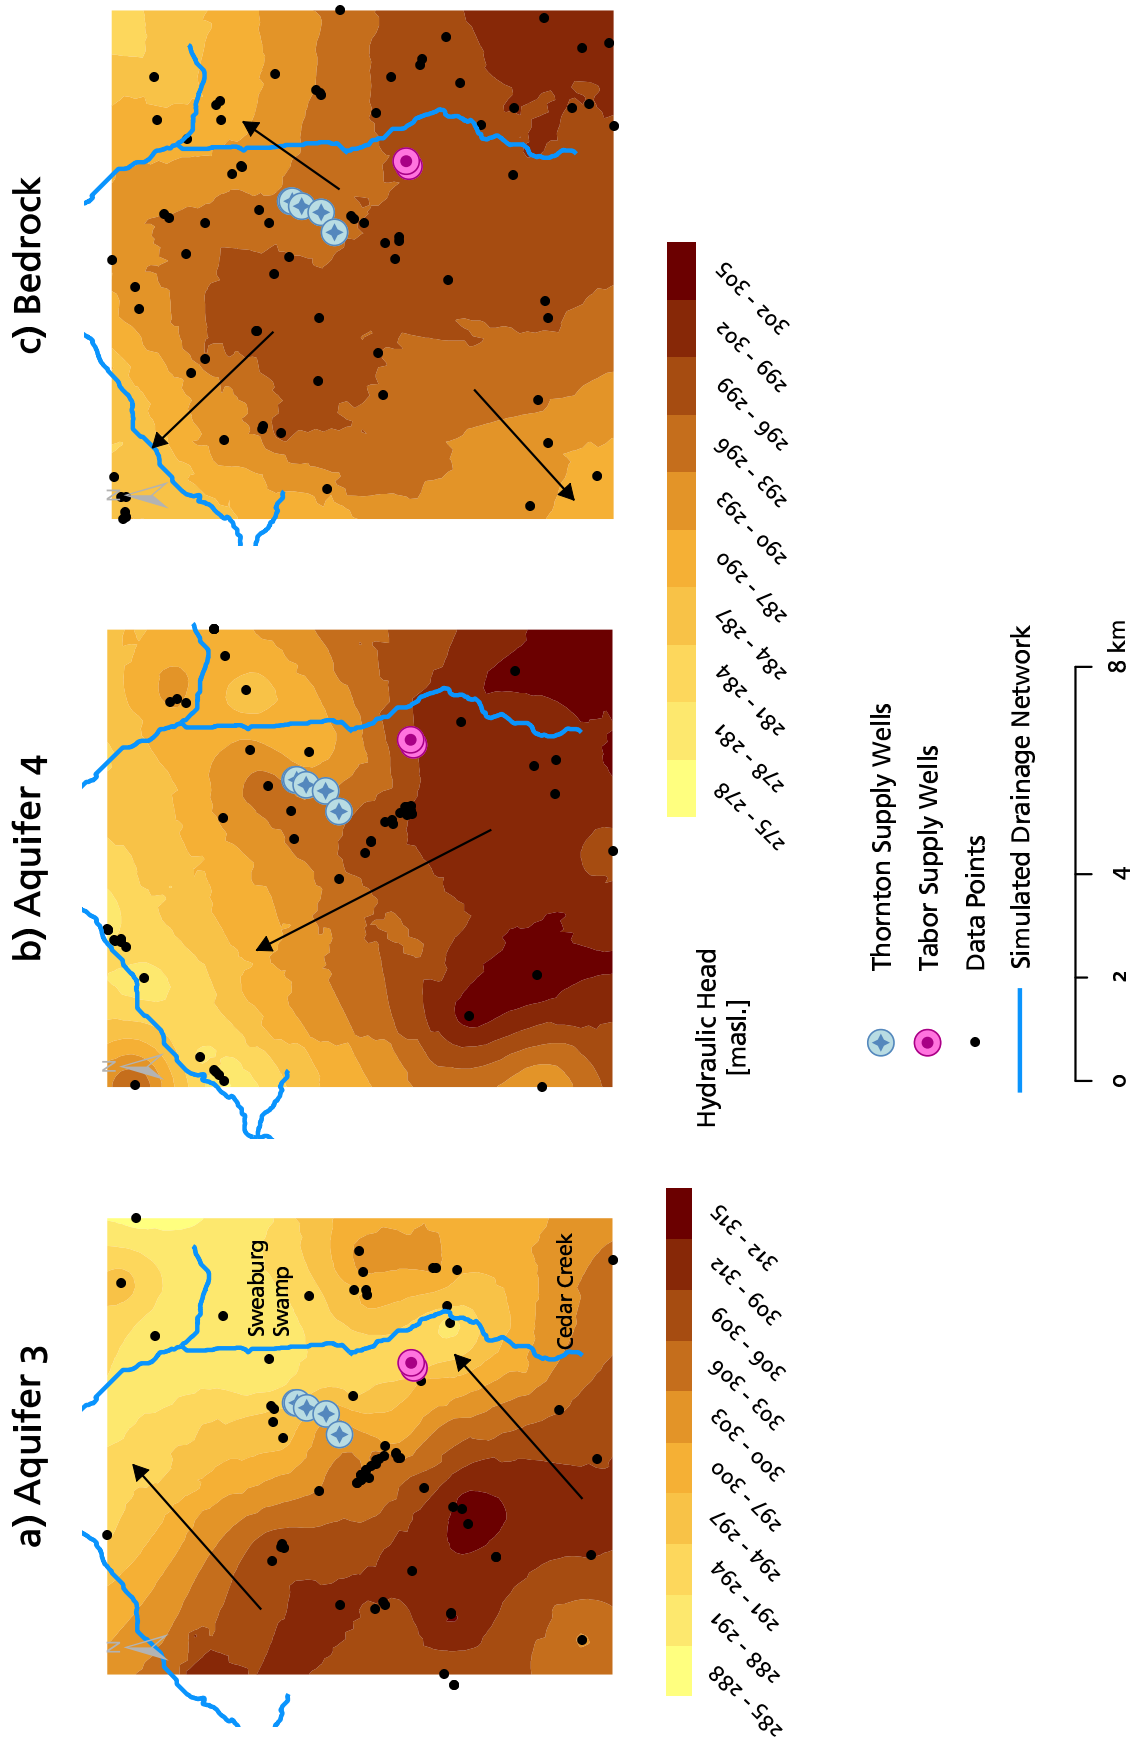 a) Aquifer 3
b) Aquifer 4
c) Bedrock
N
N
N
Sweaburg
Swamp
Cedar Creek
285 - 288
288 - 291
291 - 294
294 - 297
297 - 300
300 - 303
303 - 306
306 - 309
309 - 312
312 - 315
Hydraulic Head
[masl.]
275 - 278
278 - 281
281 - 284
284 - 287
287 - 290
290 - 293
293 - 296
296 - 299
299 - 302
302 - 305
Thornton Supply Wells
Tabor Supply Wells
Data Points
Simulated Drainage Network
0 2 4 8 km